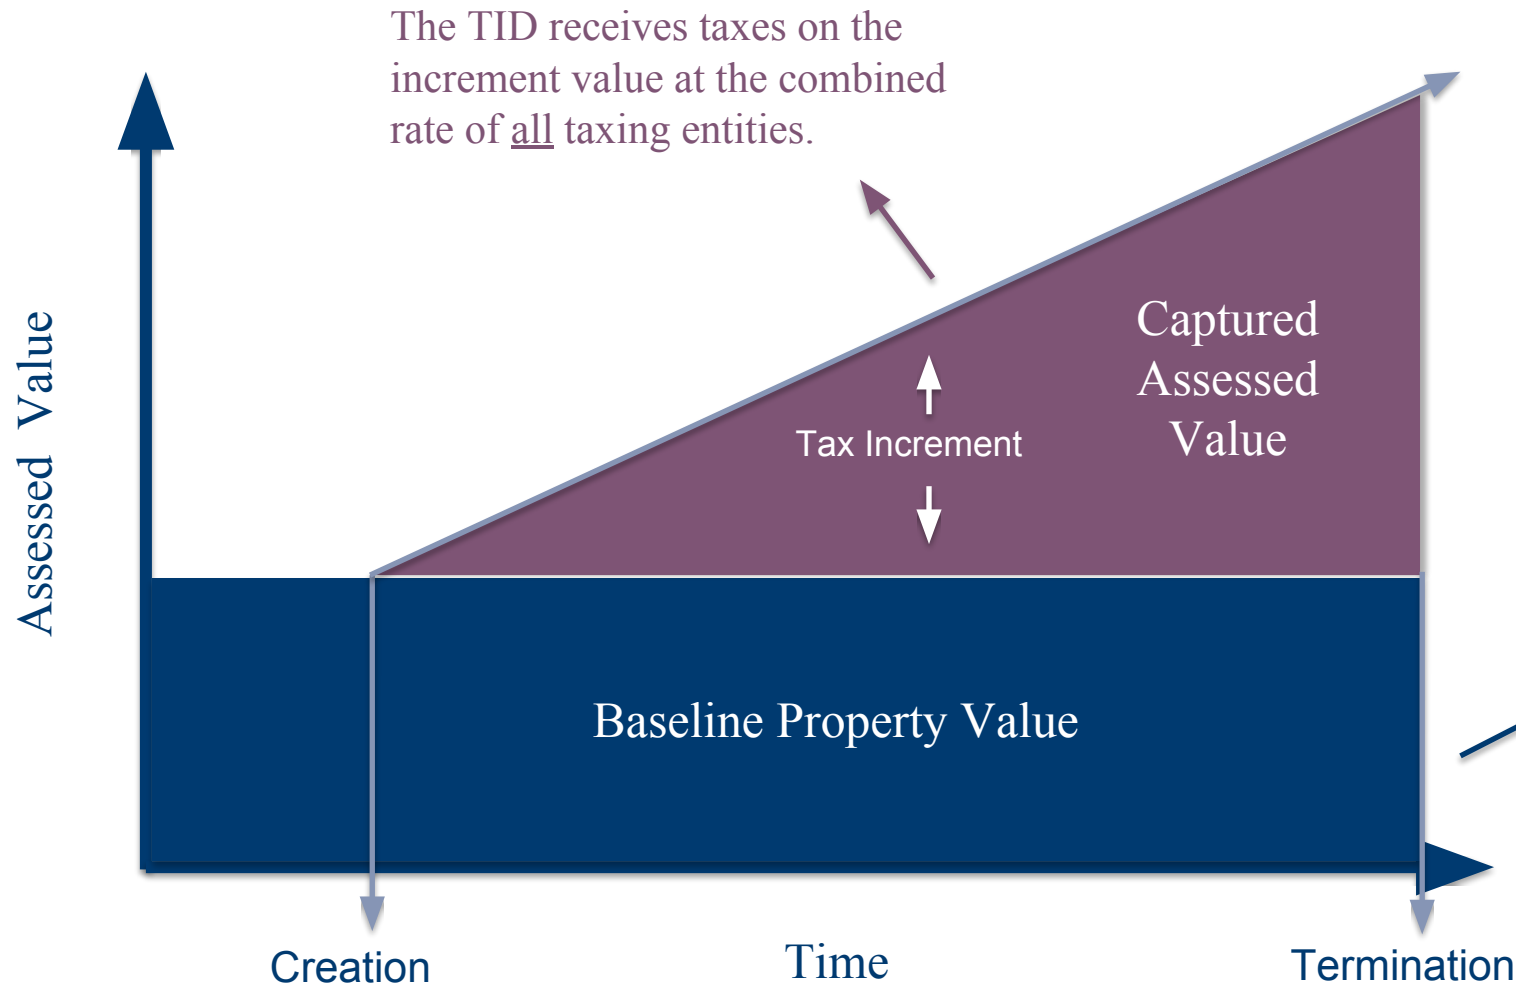 The TID receives taxes on the
increment value at the combined
rate of all taxing entities.
Assessed Value
Captured
Assessed
Value
Tax Increment
Baseline Property Value
Creation
Time
Termination